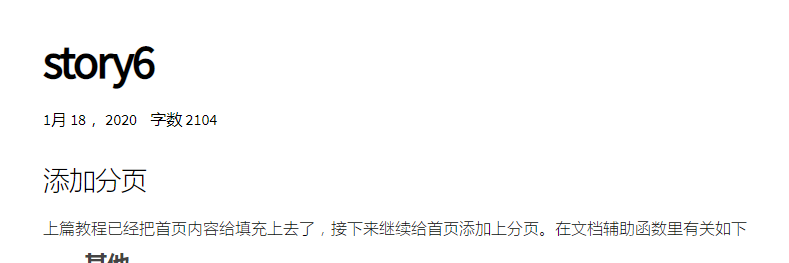 story6
1月 18， 2020 字数 2104
添加分页
上篇教程已经把首页内容给填充上去了，接下来继续给首页添加上分页。在文档辅助函数里有关如下
其他